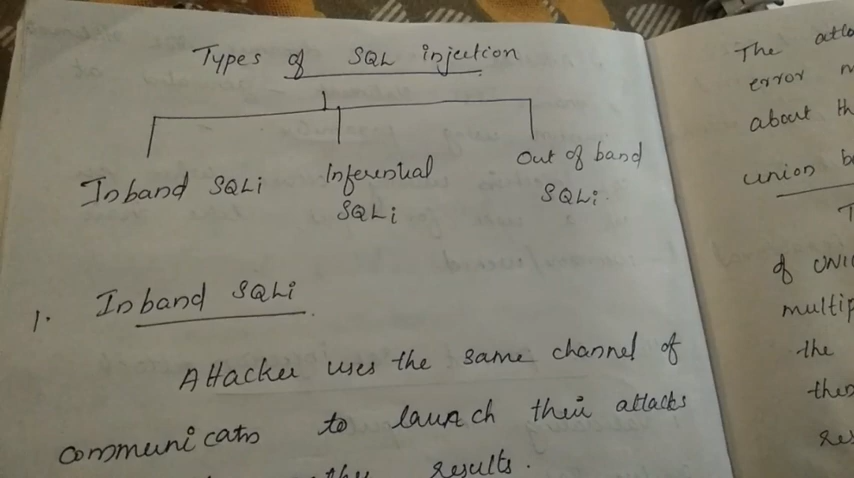 Types of SQL injection
Inband SQLi
Inferential
SQLi
Out of band
SQLi
1. Inband SQLi
Attacker uses the same channel of
communicatn to launch their attacks
results.
The
error
about
union
of
the